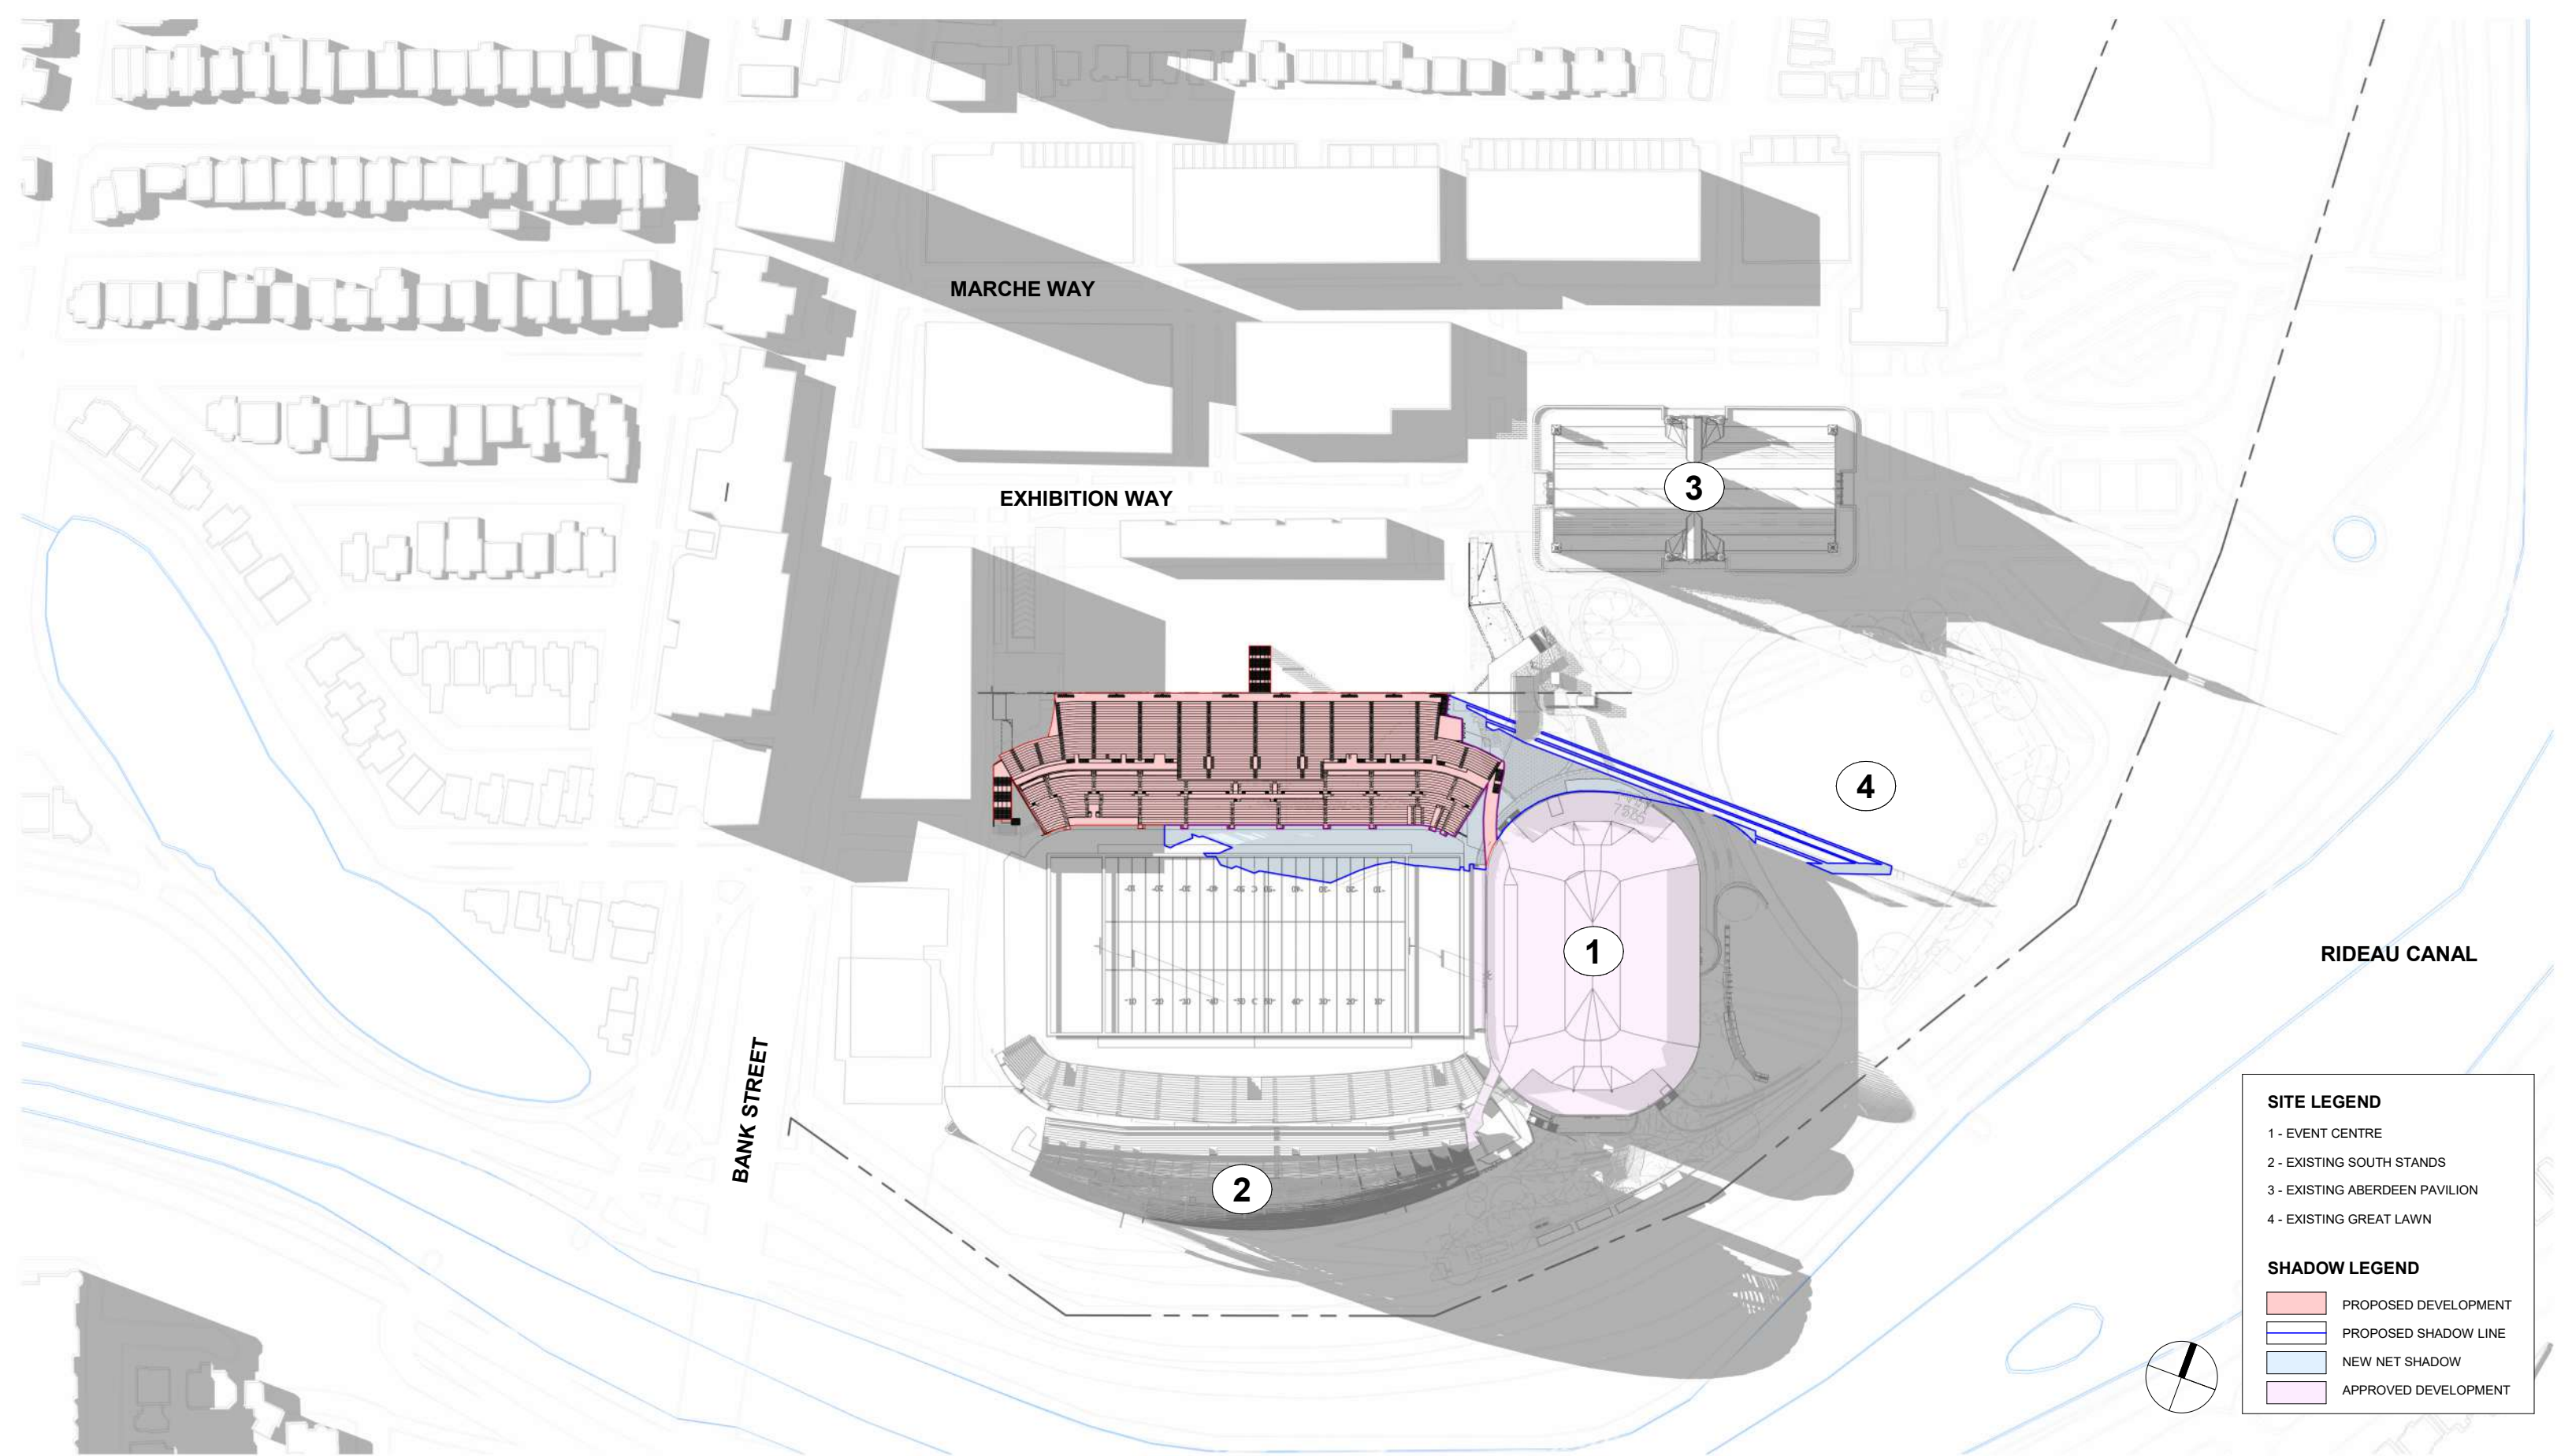 MARCHE WAY
EXHIBITION WAY
3
4
1
RIDEAU CANAL
BANK STREET
2
SITE LEGEND
1 - EVENT CENTRE
2 - EXISTING SOUTH STANDS
3 - EXISTING ABERDEEN PAVILION
4 - EXISTING GREAT LAWN
SHADOW LEGEND
PROPOSED DEVELOPMENT
PROPOSED SHADOW LINE
NEW NET SHADOW
APPROVED DEVELOPMENT